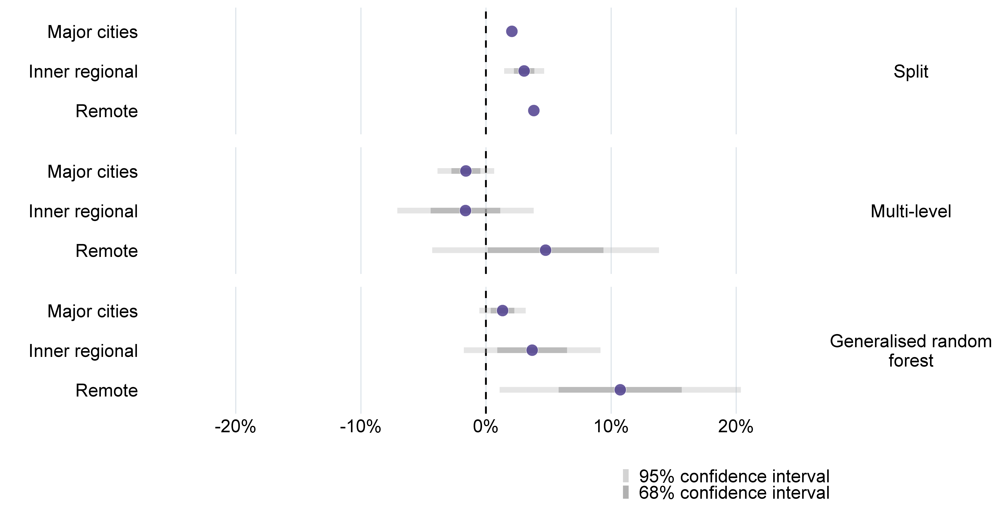 Major cities
Inner regional
Remote
Split
Major cities
Inner regional
Remote
Multi-level
Major cities
Inner regional
Remote
Generalised random
forest
-20%
-10%
0%
10%
20%
95% confidence interval
68% confidence interval